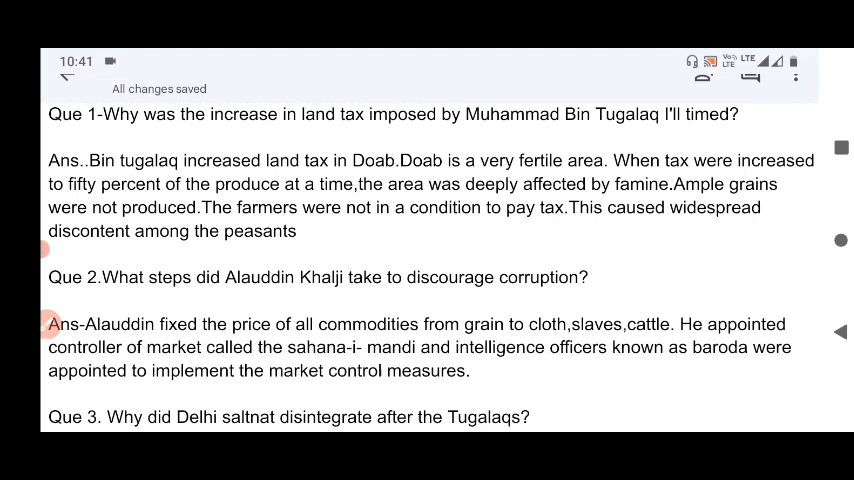 10:41
Vo)) LTE LTE
All changes saved
Que 1-Why was the increase in land tax imposed by Muhammad Bin Tugalaq I'll timed?
Ans..Bin tugalaq increased land tax in Doab.Doab is a very fertile area. When tax were increased
to fifty percent of the produce at a time,the area was deeply affected by famine.Ample grains
were not produced.The farmers were not in a condition to pay tax.This caused widespread
discontent among the peasants
Que 2.What steps did Alauddin Khalji take to discourage corruption?
Ans-Alauddin fixed the price of all commodities from grain to cloth,slaves,cattle. He appointed
controller of market called the sahana-i- mandi and intelligence officers known as baroda were
appointed to implement the market control measures.
Que 3. Why did Delhi saltnat disintegrate after the Tugalaqs?